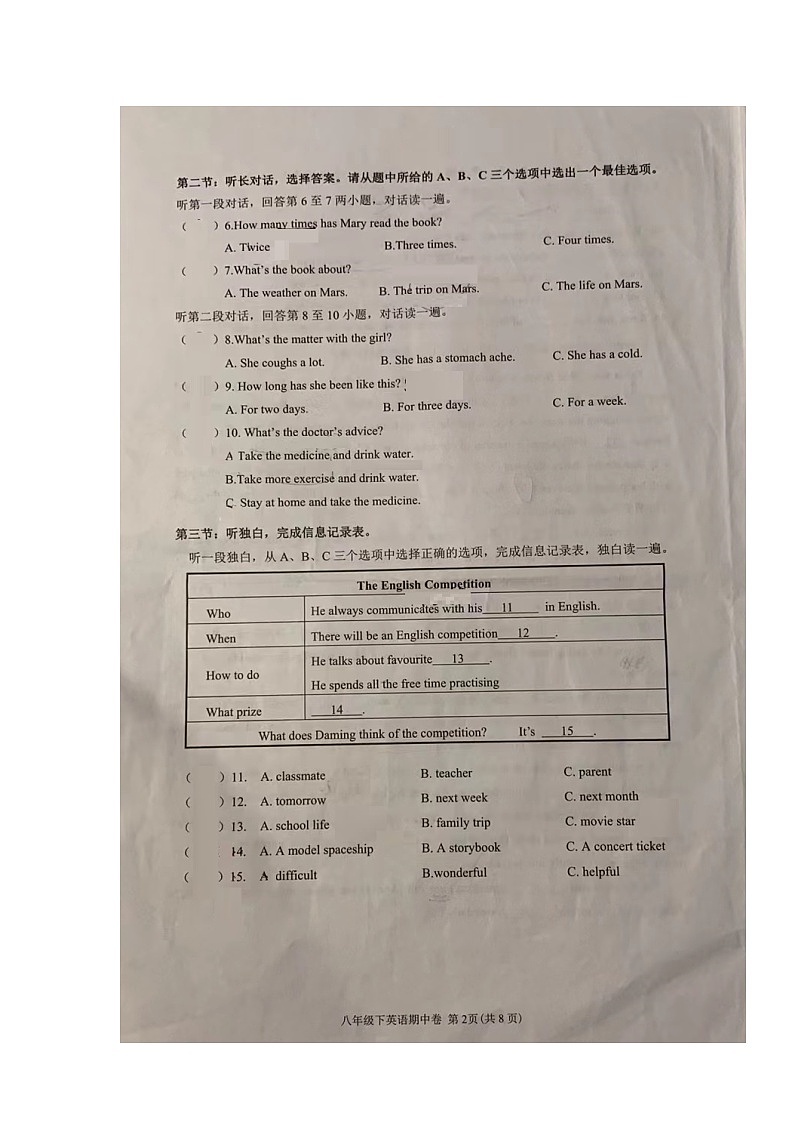 第二节：听长对话，选择答案。请从题中所给的 A、B、C 三个选项中选出一个最佳选项。
听第一段对话，回答第 6 至 7 两小题，对话读一遍。
（ ）6.How many times has Mary read the book?
A. Twice B.Three times. C. Four times.
（ ）7.What's the book about?
A. The weather on Mars. B. The trip on Mars. C. The life on Mars.
听第二段对话，回答第 8 至 10 小题，对话读一遍。
（ ）8.What's the matter with the girl?
A. She coughs a lot. B. She has a stomach ache. C. She has a cold.
（ ）9. How long has she been like this?
A. For two days. B. For three days. C. For a week.
（ ）10. What's the doctor's advice?
A Take the medicine and drink water.
B.Take more exercise and drink water.
C. Stay at home and take the medicine.
第三节：听独白，完成信息记录表。
听一段独白，从 A、B、C 三个选项中选择正确的选项，完成信息记录表，独白读一遍。
The English Competition
Who He always communicates with his 11 in English.
When There will be an English competition 12 .
How to do He talks about favourite 13 .
He spends all the free time practising
What prize 14 .
What does Daming think of the competition? It's 15 .
（ ）11. A. classmate B. teacher C. parent
（ ）12. A. tomorrow B. next week C. next month
（ ）13. A. school life B. family trip C. movie star
（ 14. A. A model spaceship B. A storybook C. A concert ticket
（ ）15. A difficult B.wonderful C. helpful
八年级下英语期中卷 第 2页(共 8 页)